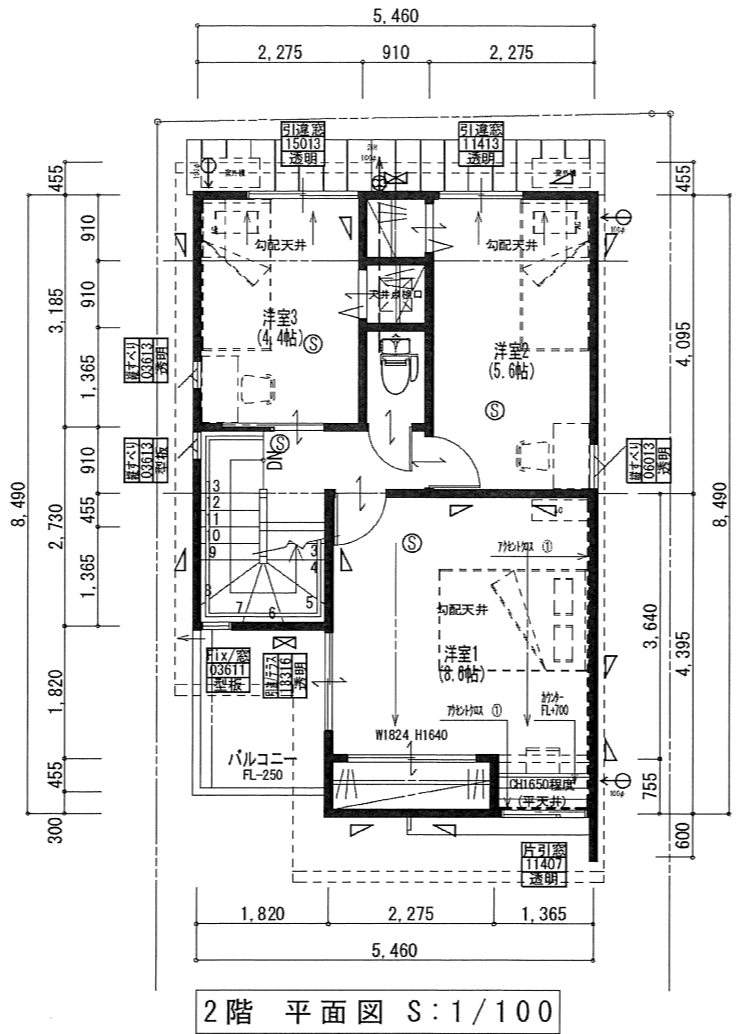 5,460
2,275
910
2,275
引違窓
15013
透明
引違窓
11413
透明
455
910
3,185
910
1,365
910
8,490
2,730
455
1,365
1,820
455
300
455
4,095
8,490
3,640
4,395
755
600
勾配天井
勾配天井
天井点検口
洋室3
(4.4帖)
S
洋室2
(5.6帖)
S
縦すべり
03613
透明
縦すべり
03613
型板
縦すべり
06013
透明
S
DN
13
12
11
10
9
8
7
6
5
4
3
S
アクセントクロス ①
勾配天井
洋室1
(8.6帖)
カウンター
FL+700
アクセントクロス ①
W1824 H1640
CH1650程度
(平天井)
Fix/窓
03611
型板
引違/テラス
13316
透明
バルコニー
FL-250
片引窓
11407
透明
1,820
2,275
1,365
5,460
2階 平面図 S:1/100